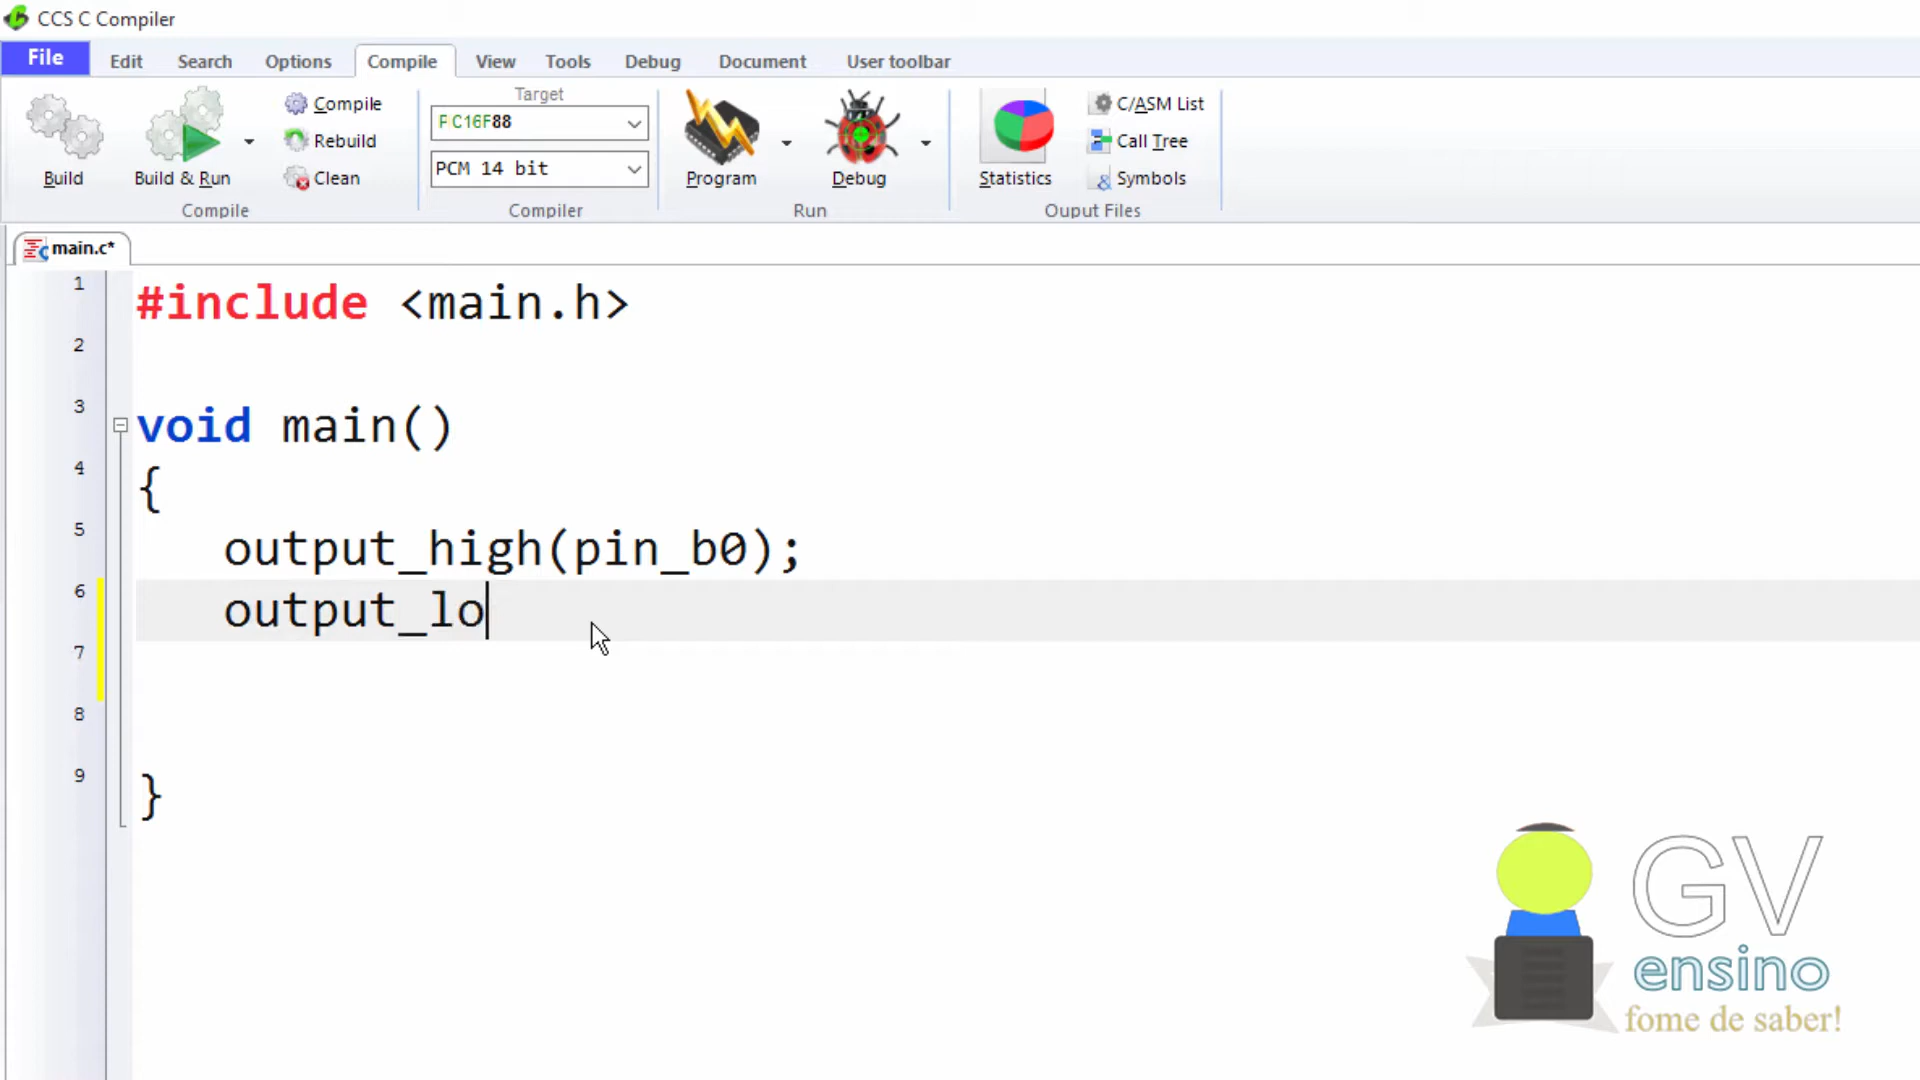 CCS C Compiler
File Edit Search Options Compile View Tools Debug Document User toolbar
Build
Build & Run
Compile
Rebuild
Clean
Compile
Target
PIC16F88
PCM 14 bit
Compiler
Program
Debug
Run
Statistics
C/ASM List
Call Tree
Symbols
Ouput Files
main.c*
1 #include <main.h>
2
3 void main()
4 {
5 output_high(pin_b0);
6 output_lo
7
8
9 }
GV
ensino
fome de saber!